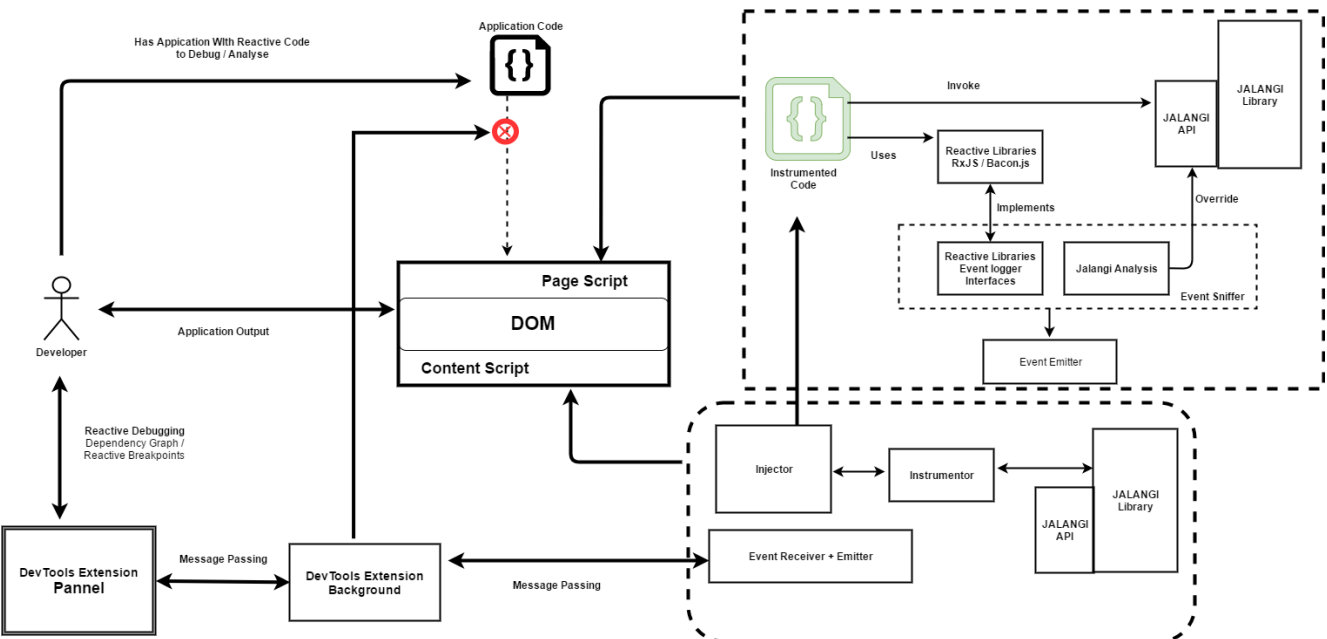 Application Code
Has Appication WIth Reactive Code
to Debug / Analyse
{}
JALANGI
Library
Invoke
JALANGI
API
{ }
Uses
Reactive Libraries
RxJS / Bacon.js
Instrumented
Code
Implements
Override
Reactive Libraries
Event logger
Interfaces
Jalangi Analysis
Event Sniffer
Page Script
DOM
Content Script
Application Output
Developer
Event Emitter
Reactive Debugging
Dependency Graph /
Reactive Breakpoints
Injector
Instrumentor
JALANGI
Library
JALANGI
API
Event Receiver + Emitter
DevTools Extension
Pannel
Message Passing
DevTools Extension
Background
Message Passing